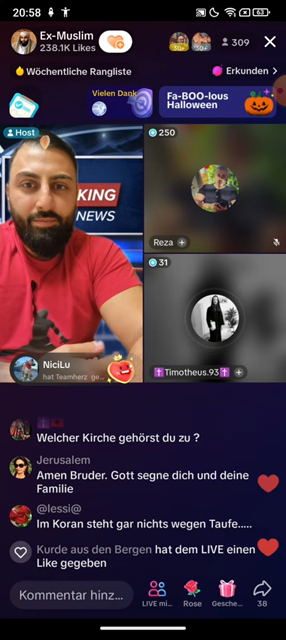 20:58
63
Ex-Muslim
238.1K Likes
30+
309
Wöchentliche Rangliste
Erkunden >
Vielen Dank
Fa-BOO-lous
Halloween
Host
250
KING
NEWS
Reza +
31
NiciLu
hat Teamherz ge...
✝️Timotheus.93✝️ +
Welcher Kirche gehörst du zu ?
Jerusalem
Amen Bruder. Gott segne dich und deine
Familie
@lessi@
Im Koran steht gar nichts wegen Taufe.....
Kurde aus den Bergen hat dem LIVE einen
Like gegeben
Kommentar hinz...
LIVE mi...
Rose
Gesche...
38